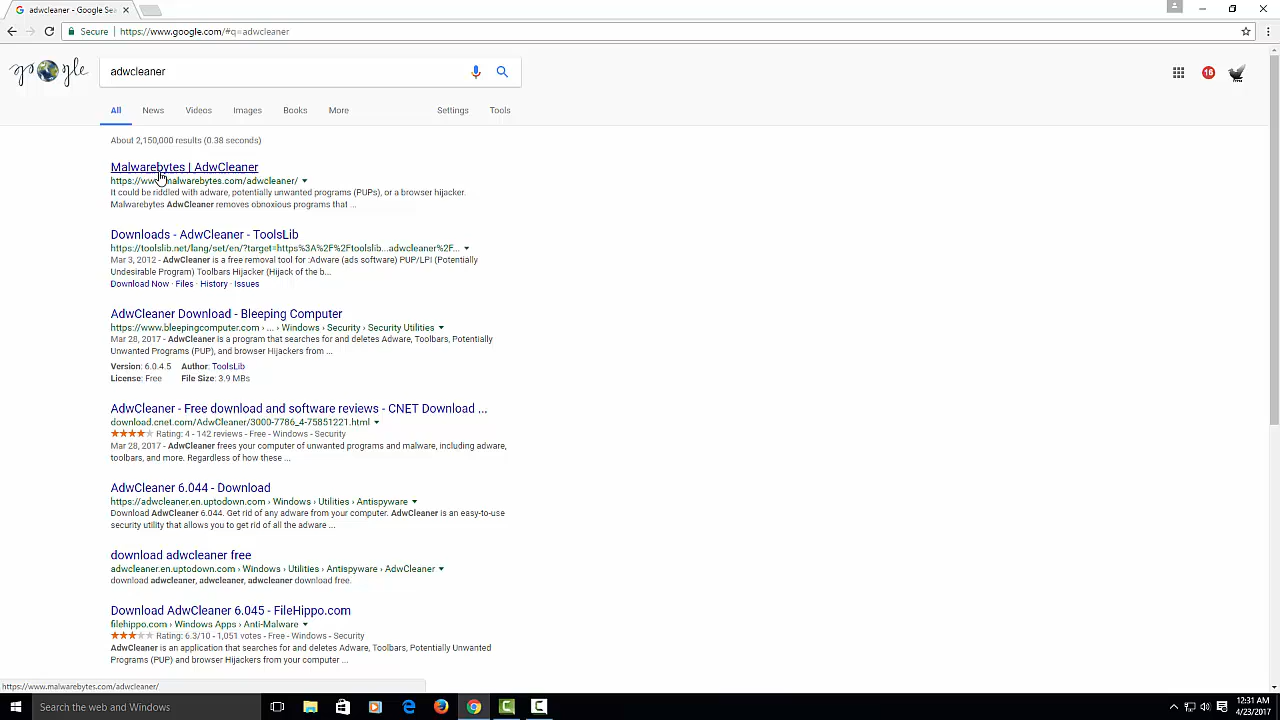 adwcleaner - Google Sea
Secure
https://www.google.com/#q=adwcleaner
adwcleaner
16
All
News
Videos
Images
Books
More
Settings
Tools
About 2,150,000 results (0.38 seconds)
Malwarebytes | AdwCleaner
https://www.malwarebytes.com/adwcleaner/
It could be riddled with adware, potentially unwanted programs (PUPs), or a browser hijacker.
Malwarebytes AdwCleaner removes obnoxious programs that ...
Downloads - AdwCleaner - ToolsLib
https://toolslib.net/lang/set/en/?target=https%3A%2F%2Ftoolslib...adwcleaner%2F...
Mar 3, 2012 - AdwCleaner is a free removal tool for :Adware (ads software) PUP/LPI (Potentially
Undesirable Program) Toolbars Hijacker (Hijack of the b...
Download Now · Files · History · Issues
AdwCleaner Download - Bleeping Computer
https://www.bleepingcomputer.com › ... › Windows › Security › Security Utilities
Mar 28, 2017 - AdwCleaner is a program that searches for and deletes Adware, Toolbars, Potentially
Unwanted Programs (PUP), and browser Hijackers from ...
Version: 6.0.4.5 Author: ToolsLib
License: Free File Size: 3.9 MBs
AdwCleaner - Free download and software reviews - CNET Download ...
download.cnet.com/AdwCleaner/3000-7786_4-75851221.html
Rating: 4 - 142 reviews - Free - Windows - Security
Mar 28, 2017 - AdwCleaner frees your computer of unwanted programs and malware, including adware,
toolbars, and more. Regardless of how these ...
AdwCleaner 6.044 - Download
https://adwcleaner.en.uptodown.com › Windows › Utilities › Antispyware
Download AdwCleaner 6.044. Get rid of any adware from your computer. AdwCleaner is an easy-to-use
security utility that allows you to get rid of all the adware ...
download adwcleaner free
adwcleaner.en.uptodown.com › Windows › Utilities › Antispyware › AdwCleaner
download adwcleaner, adwcleaner, adwcleaner download free.
Download AdwCleaner 6.045 - FileHippo.com
filehippo.com › Windows Apps › Anti-Malware
Rating: 6.3/10 - 1,051 votes - Free - Windows - Security
AdwCleaner is an application that searches for and deletes Adware, Toolbars, Potentially Unwanted
Programs (PUP) and browser Hijackers from your computer ...
https://www.malwarebytes.com/adwcleaner/
Search the web and Windows
12:31 AM
4/23/2017